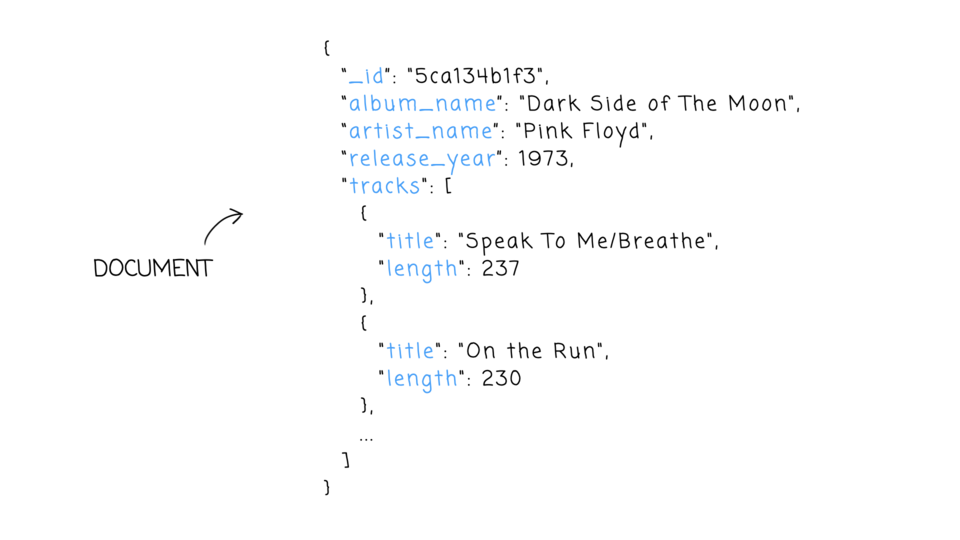 {
"_id": "5ca134b1f3",
"album_name": "Dark Side of The Moon",
"artist_name": "Pink Floyd",
"release_year": 1973,
"tracks": [
{
"title": "Speak To Me/Breathe",
"length": 237
},
{
"title": "On the Run",
"length": 230
},
...
]
}
DOCUMENT